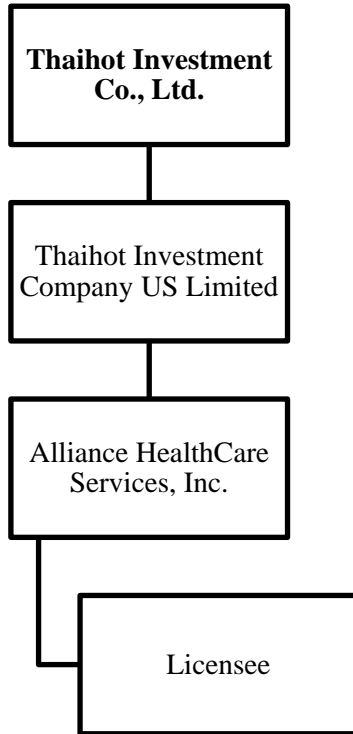 Thaihot Investment
Co., Ltd.
Thaihot Investment
Company US Limited
Alliance HealthCare
Services, Inc.
Licensee